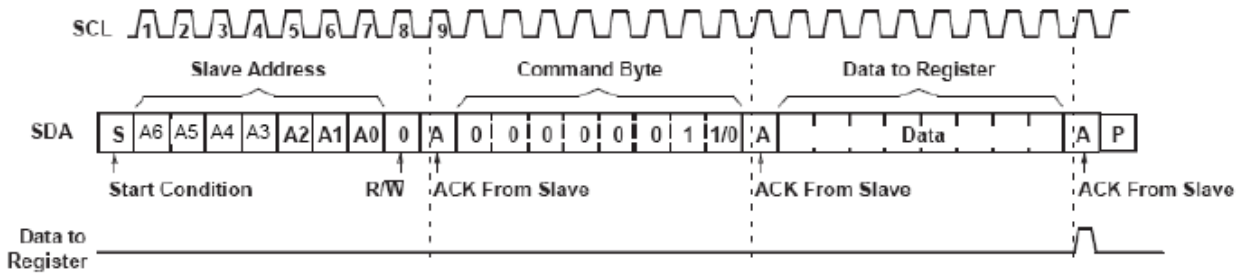 SCL 1 2 3 4 5 6 7 8 9
Slave Address Command Byte Data to Register
SDA S A6 A5 A4 A3 A2 A1 A0 0 A 0 0 0 0 0 0 1 1/0 A Data A P
Start Condition R/W̅ ACK From Slave ACK From Slave ACK From Slave
Data to
Register